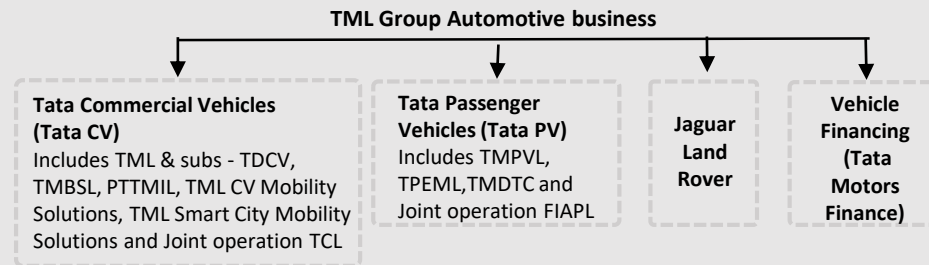 TML Group Automotive business
Tata Commercial Vehicles
(Tata CV)
Includes TML & subs - TDCV,
TMBSL, PTTMIL, TML CV Mobility
Solutions, TML Smart City Mobility
Solutions and Joint operation TCL
Tata Passenger
Vehicles (Tata PV)
Includes TMPVL,
TPEML,TMDTC and
Joint operation FIAPL
Jaguar
Land
Rover
Vehicle
Financing
(Tata
Motors
Finance)